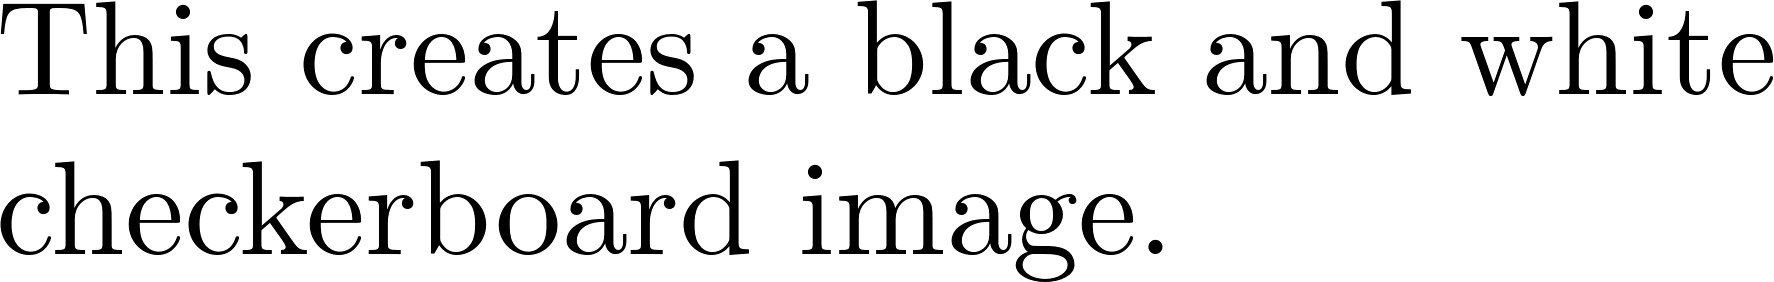 This creates a black and white
checkerboard image.